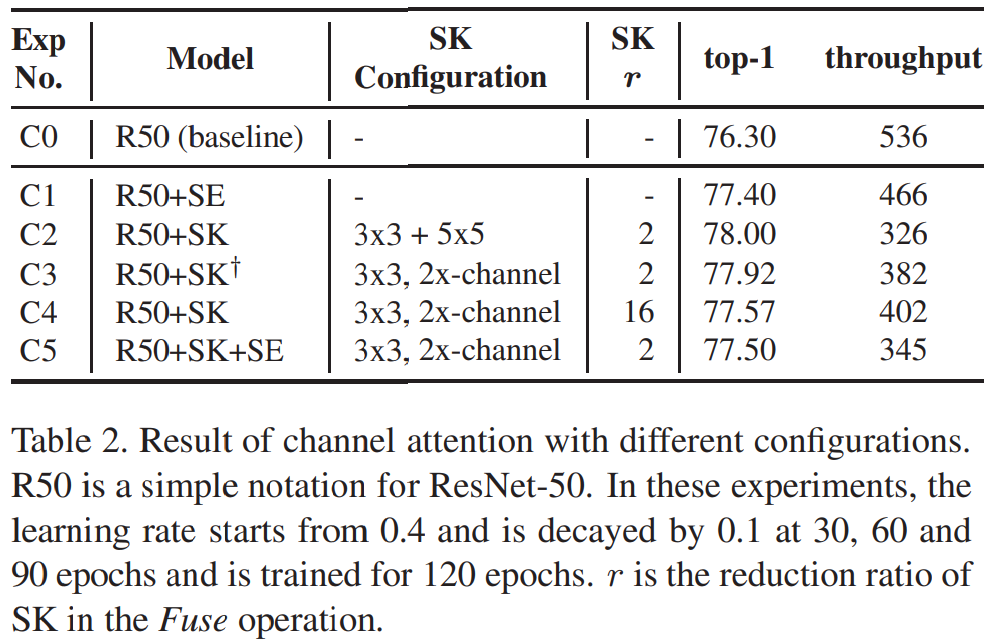 Exp No. Model SK Configuration SK r top-1 throughput
C0 R50 (baseline) - - 76.30 536
C1 R50+SE - - 77.40 466
C2 R50+SK 3x3 + 5x5 2 78.00 326
C3 R50+SK† 3x3, 2x-channel 2 77.92 382
C4 R50+SK 3x3, 2x-channel 16 77.57 402
C5 R50+SK+SE 3x3, 2x-channel 2 77.50 345
Table 2. Result of channel attention with different configurations.
R50 is a simple notation for ResNet-50. In these experiments, the
learning rate starts from 0.4 and is decayed by 0.1 at 30, 60 and
90 epochs and is trained for 120 epochs. r is the reduction ratio of
SK in the Fuse operation.